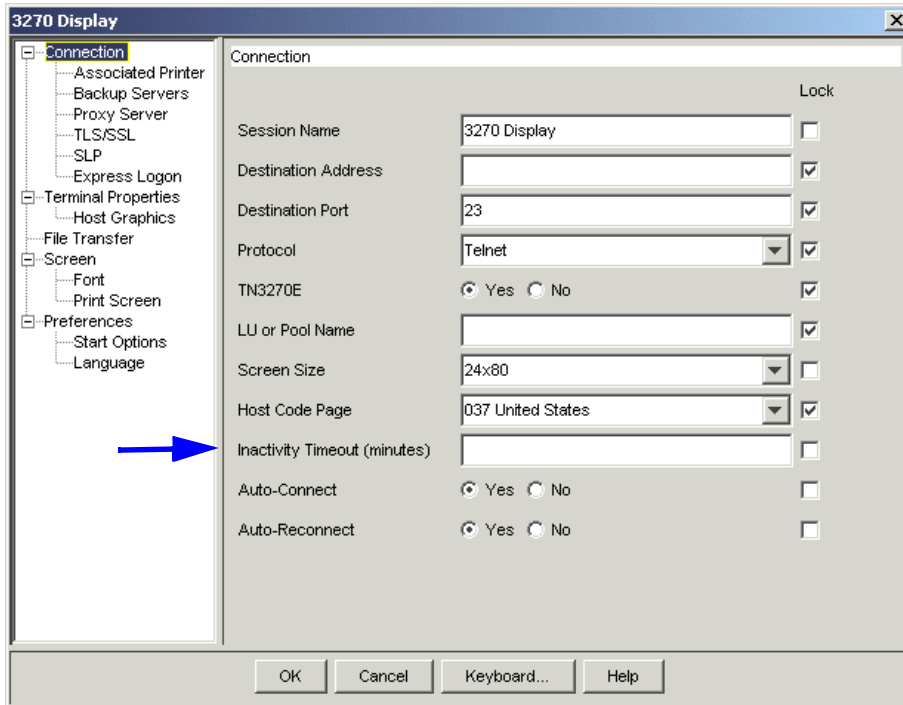 3270 Display
Connection
Associated Printer
Backup Servers
Proxy Server
TLS/SSL
SLP
Express Logon
Terminal Properties
Host Graphics
File Transfer
Screen
Font
Print Screen
Preferences
Start Options
Language
Connection
Lock
Session Name 3270 Display
Destination Address
Destination Port 23
Protocol Telnet
TN3270E Yes No
LU or Pool Name
Screen Size 24x80
Host Code Page 037 United States
Inactivity Timeout (minutes)
Auto-Connect Yes No
Auto-Reconnect Yes No
OK Cancel Keyboard... Help